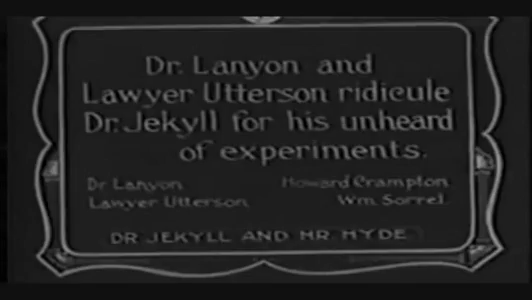 Dr. Lanyon and
Lawyer Utterson ridicule
Dr. Jekyll for his unheard
of experiments.
Dr Lanyon Howard Crampton
Lawyer Utterson Wm. Sorrel.
DR. JEKYLL AND MR. HYDE